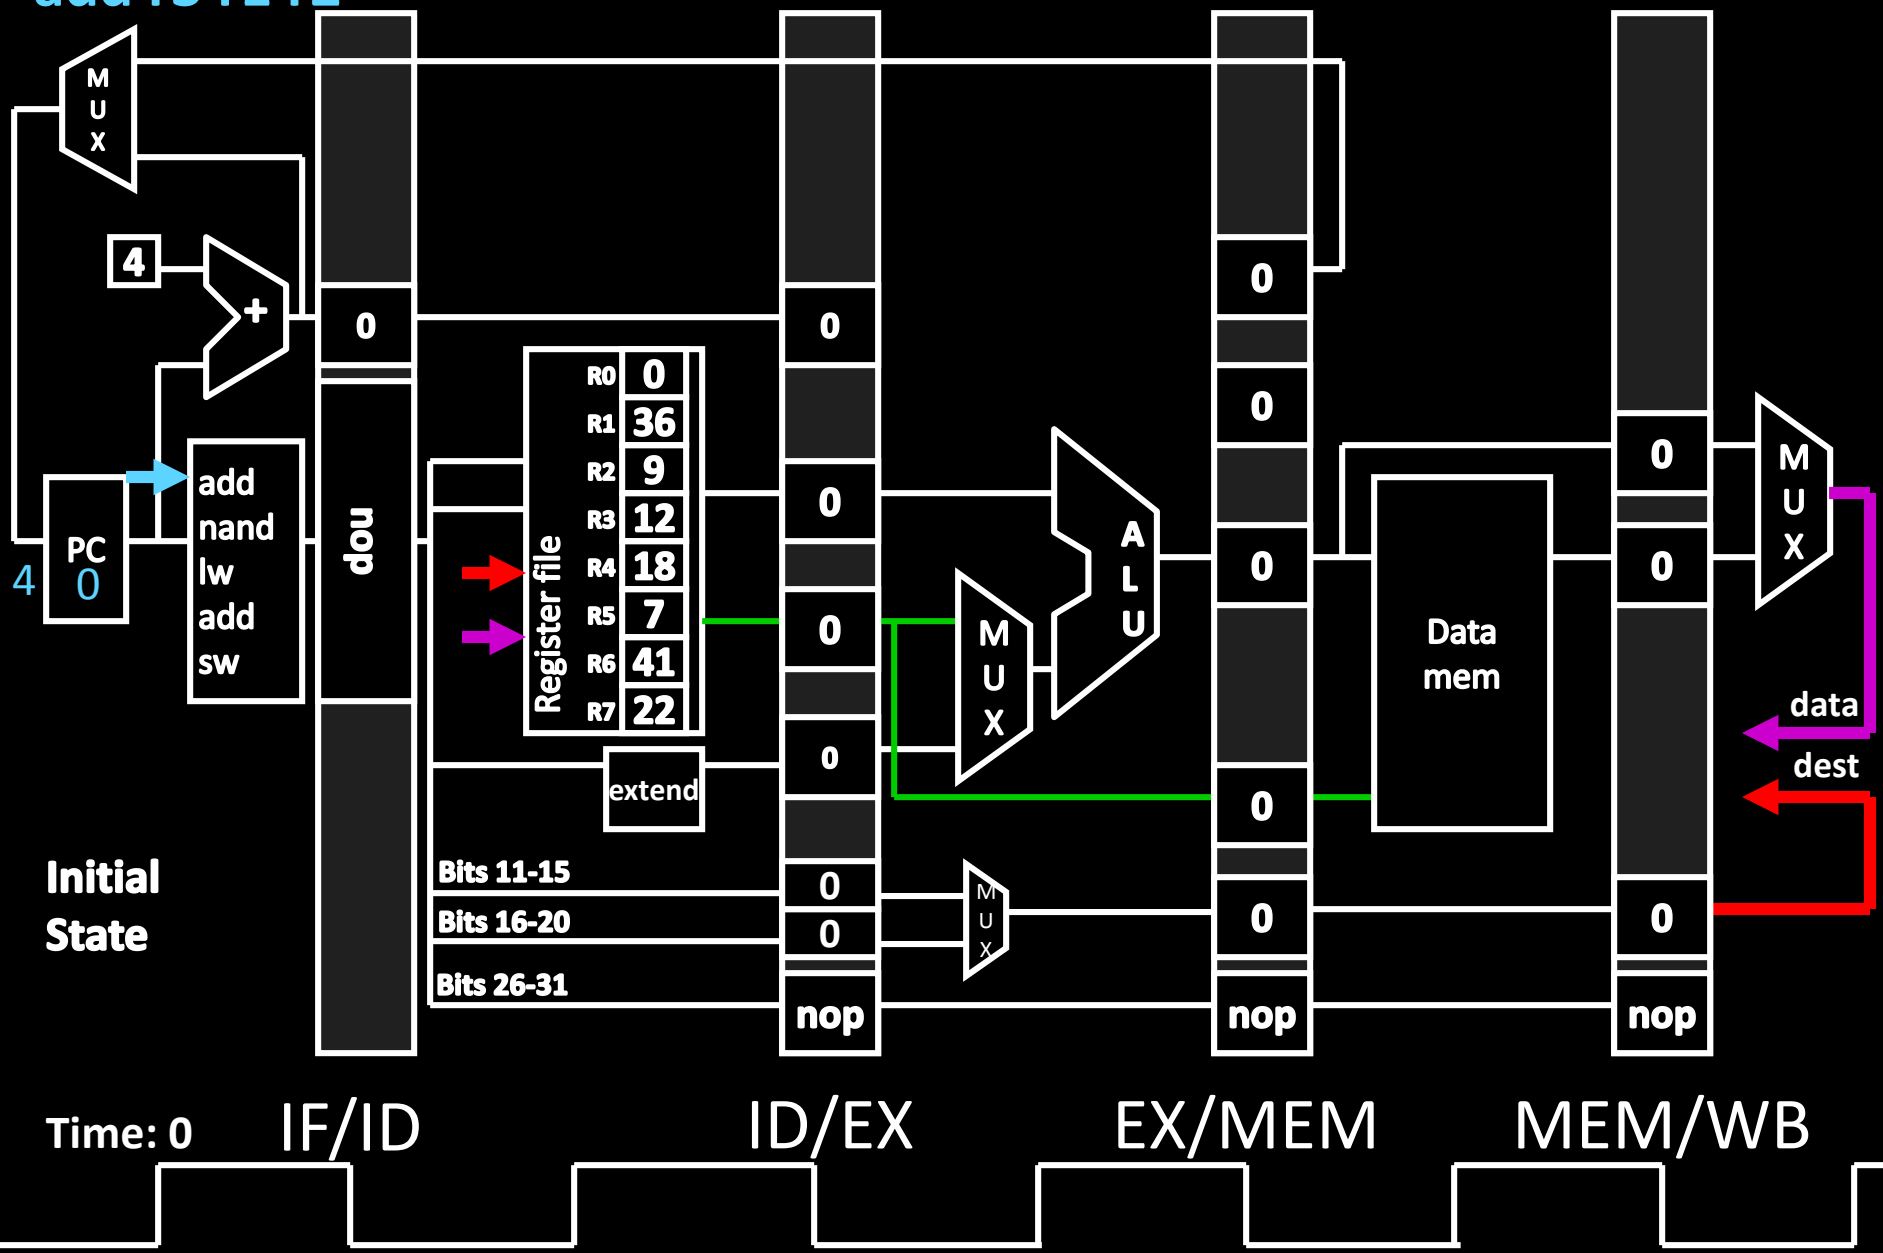 M
U
X
4
+
0
0
0
0
PC
0
4
add
nand
lw
add
sw
nop
Register file
R0 0
R1 36
R2 9
R3 12
R4 18
R5 7
R6 41
R7 22
extend
0
0
0
M
U
X
A
L
U
0
0
Data
mem
0
0
M
U
X
data
dest
Initial
State
Bits 11-15
Bits 16-20
Bits 26-31
0
0
M
U
X
0
0
nop
nop
nop
Time: 0
IF/ID
ID/EX
EX/MEM
MEM/WB